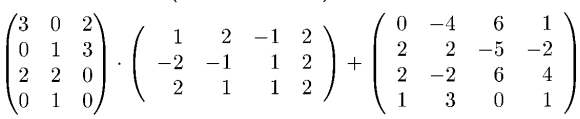 ( 3 0 2 ) ( 1 2 −1 2 ) ( 0 −4 6 1 )
( 0 1 3 ) · ( −2 −1 1 2 ) + ( 2 2 −5 −2 )
( 2 2 0 ) ( 2 1 1 2 ) ( 2 −2 6 4 )
( 0 1 0 ) ( 1 3 0 1 )